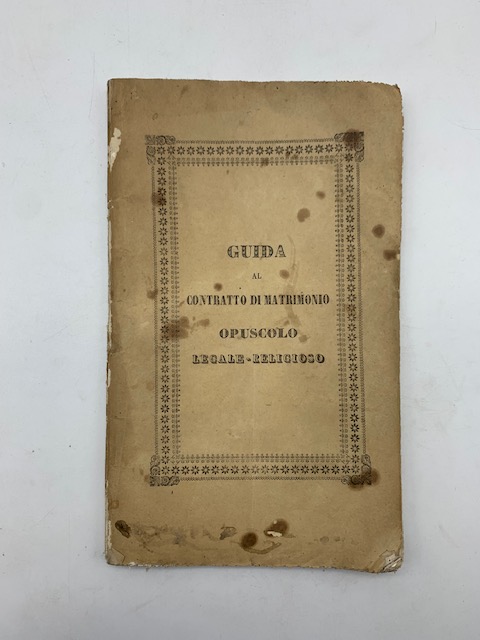 GUIDA
AL
CONTRATTO DI MATRIMONIO
OPUSCOLO
LEGALE-RELIGIOSO